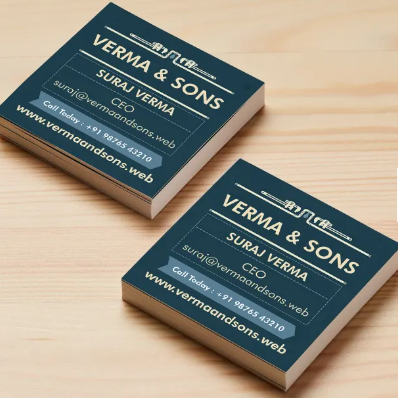 VERMA & SONS
SURAJ VERMA
CEO
suraj@vermaandsons.web
Call Today : +91 98765 43210
www.vermaandsons.web
VERMA & SONS
SURAJ VERMA
CEO
suraj@vermaandsons.web
Call Today : +91 98765 43210
www.vermaandsons.web